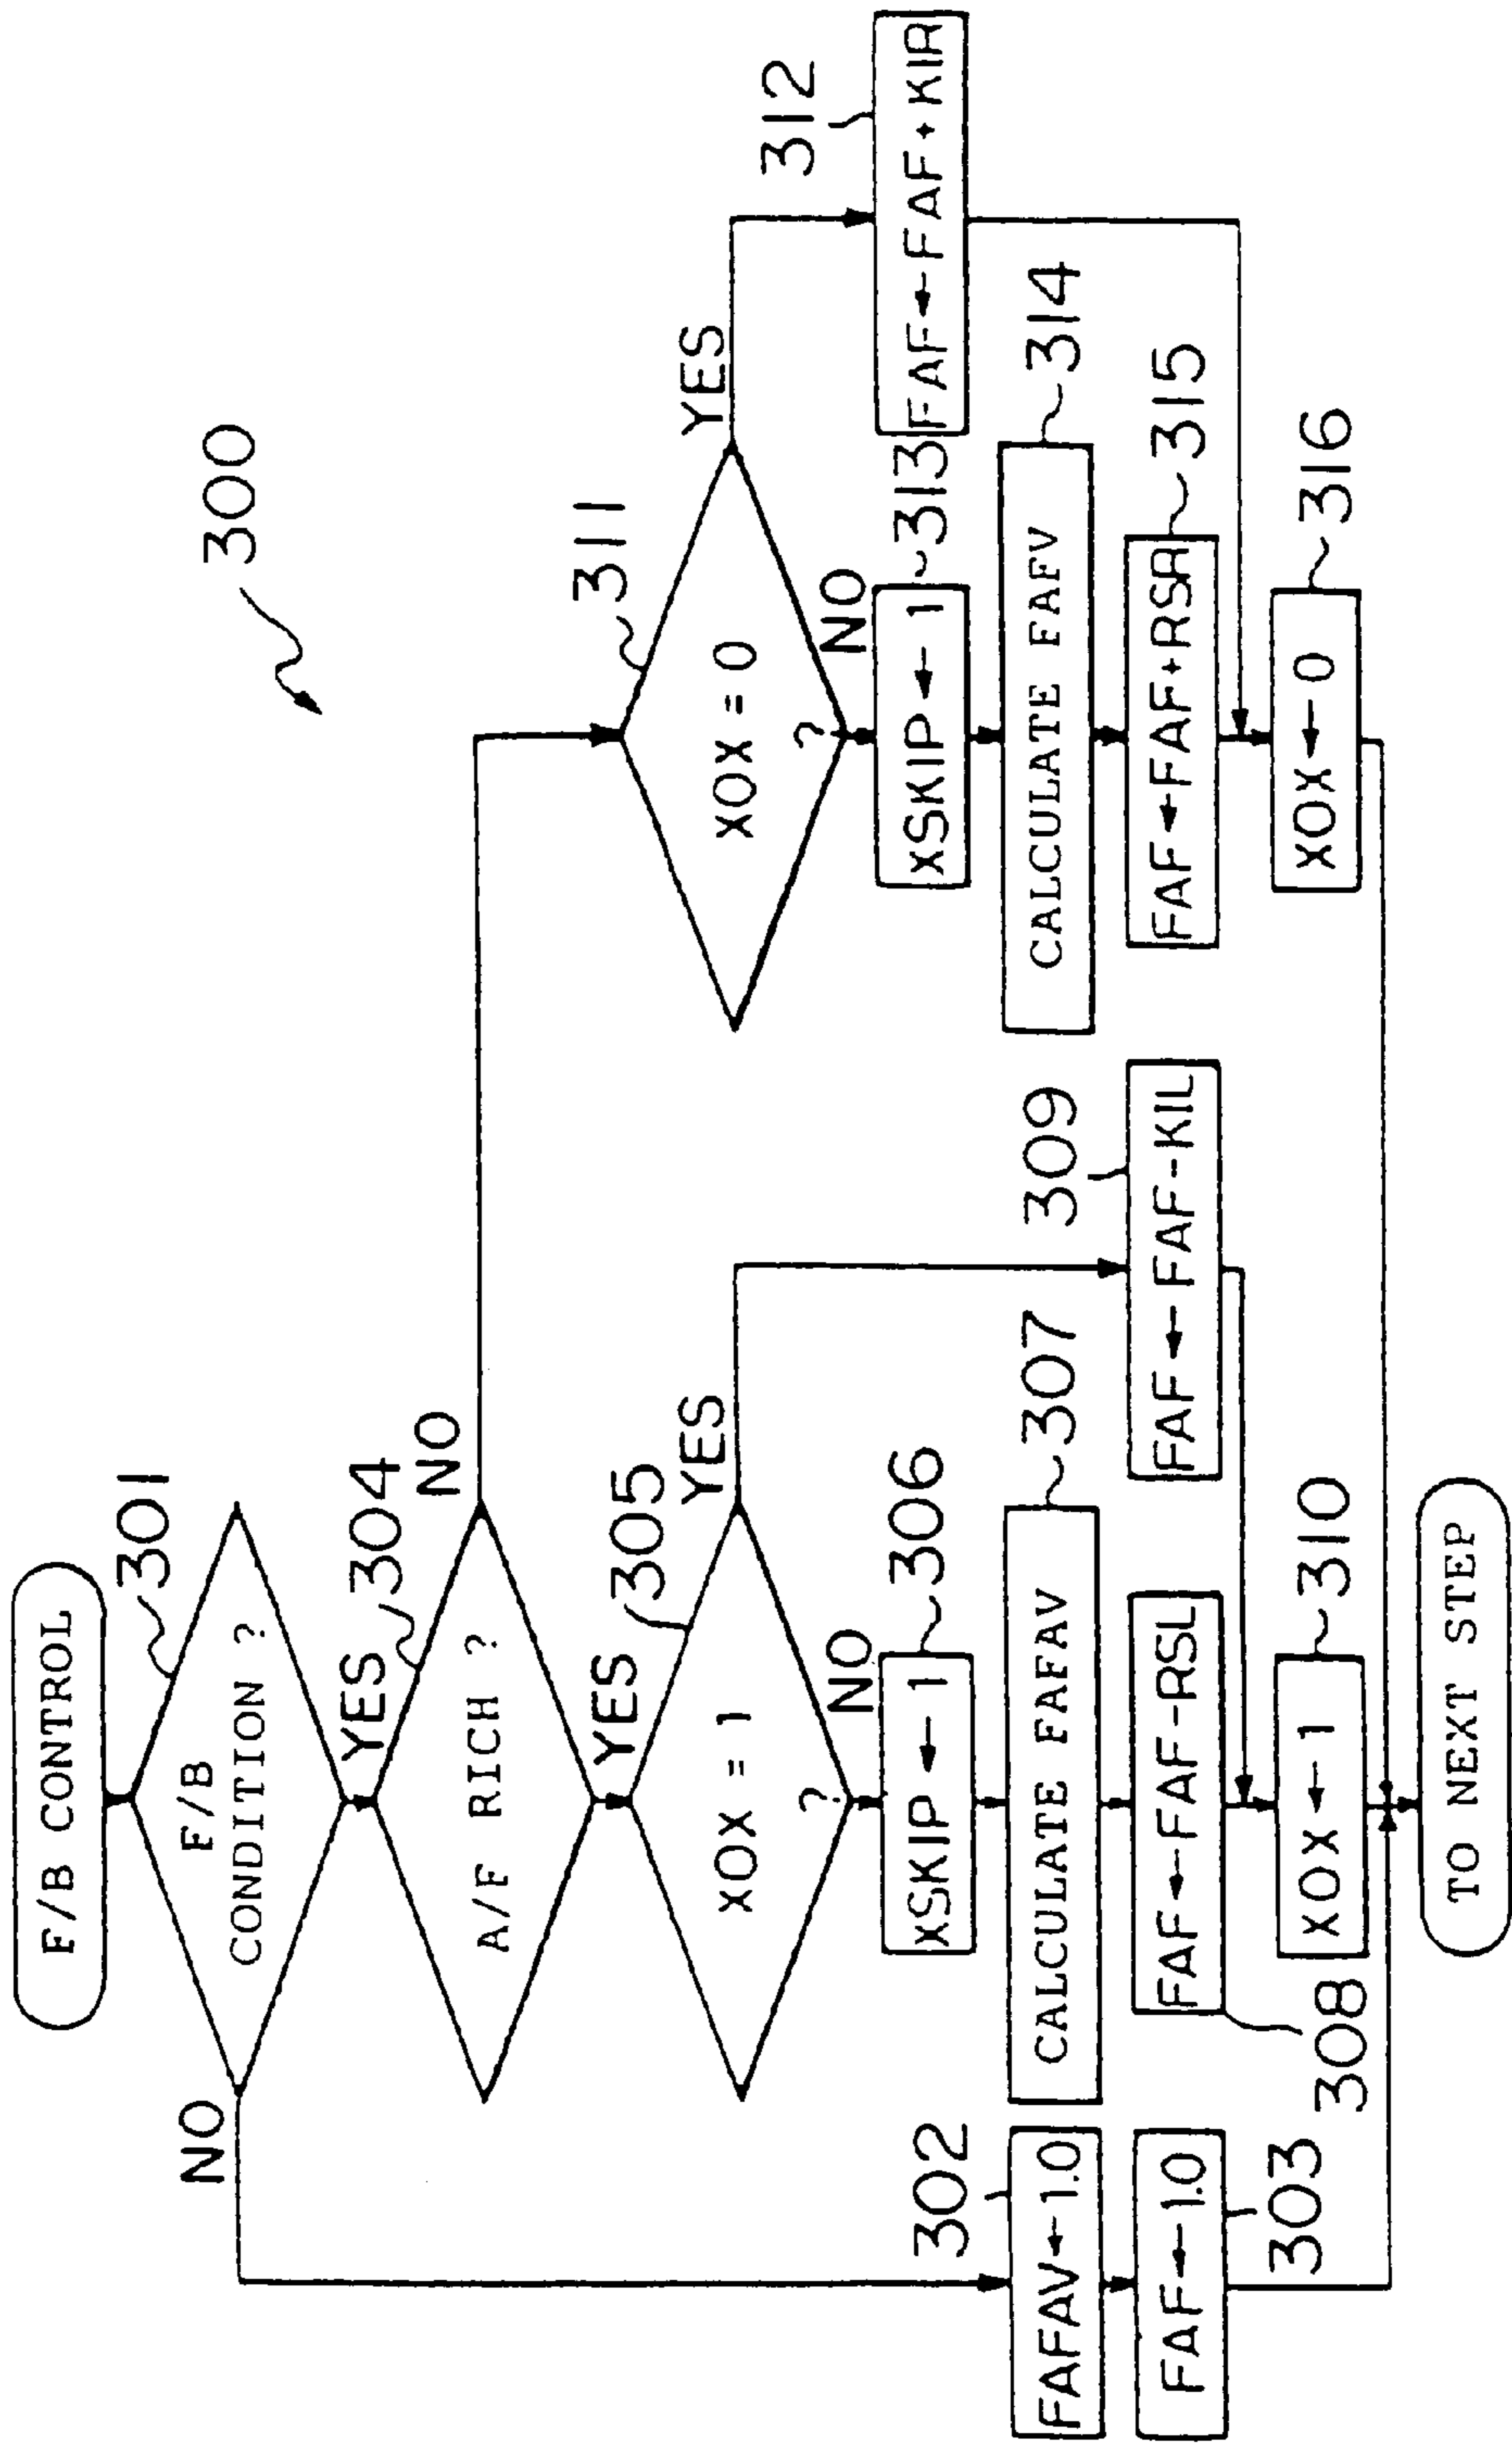 F/B CONTROL
301
F/B
CONDITION ?
NO
YES
304
A/F RICH ?
NO
YES
305
XOX = 1
?
YES
NO
XSKIP ← 1
306
CALCULATE FAFAV
307
FAF ← FAF-RSL
308
FAF ← FAF-KIL
309
XOX ← 1
310
302
FAFAV ← 1.0
FAF ← 1.0
303
300
311
XOX = 0
?
YES
NO
312
FAF ← FAF + KIR
XSKIP ← 1
313
CALCULATE FAFV
314
FAF ← FAF+RSR
315
XOX ← 0
316
TO NEXT STEP